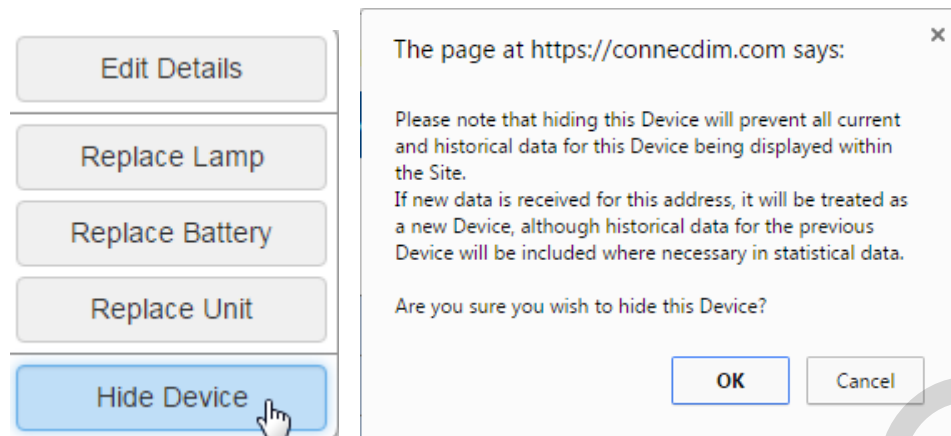 Edit Details
Replace Lamp
Replace Battery
Replace Unit
Hide Device
The page at https://connecdim.com says:
Please note that hiding this Device will prevent all current
and historical data for this Device being displayed within
the Site.
If new data is received for this address, it will be treated as
a new Device, although historical data for the previous
Device will be included where necessary in statistical data.
Are you sure you wish to hide this Device?
OK
Cancel